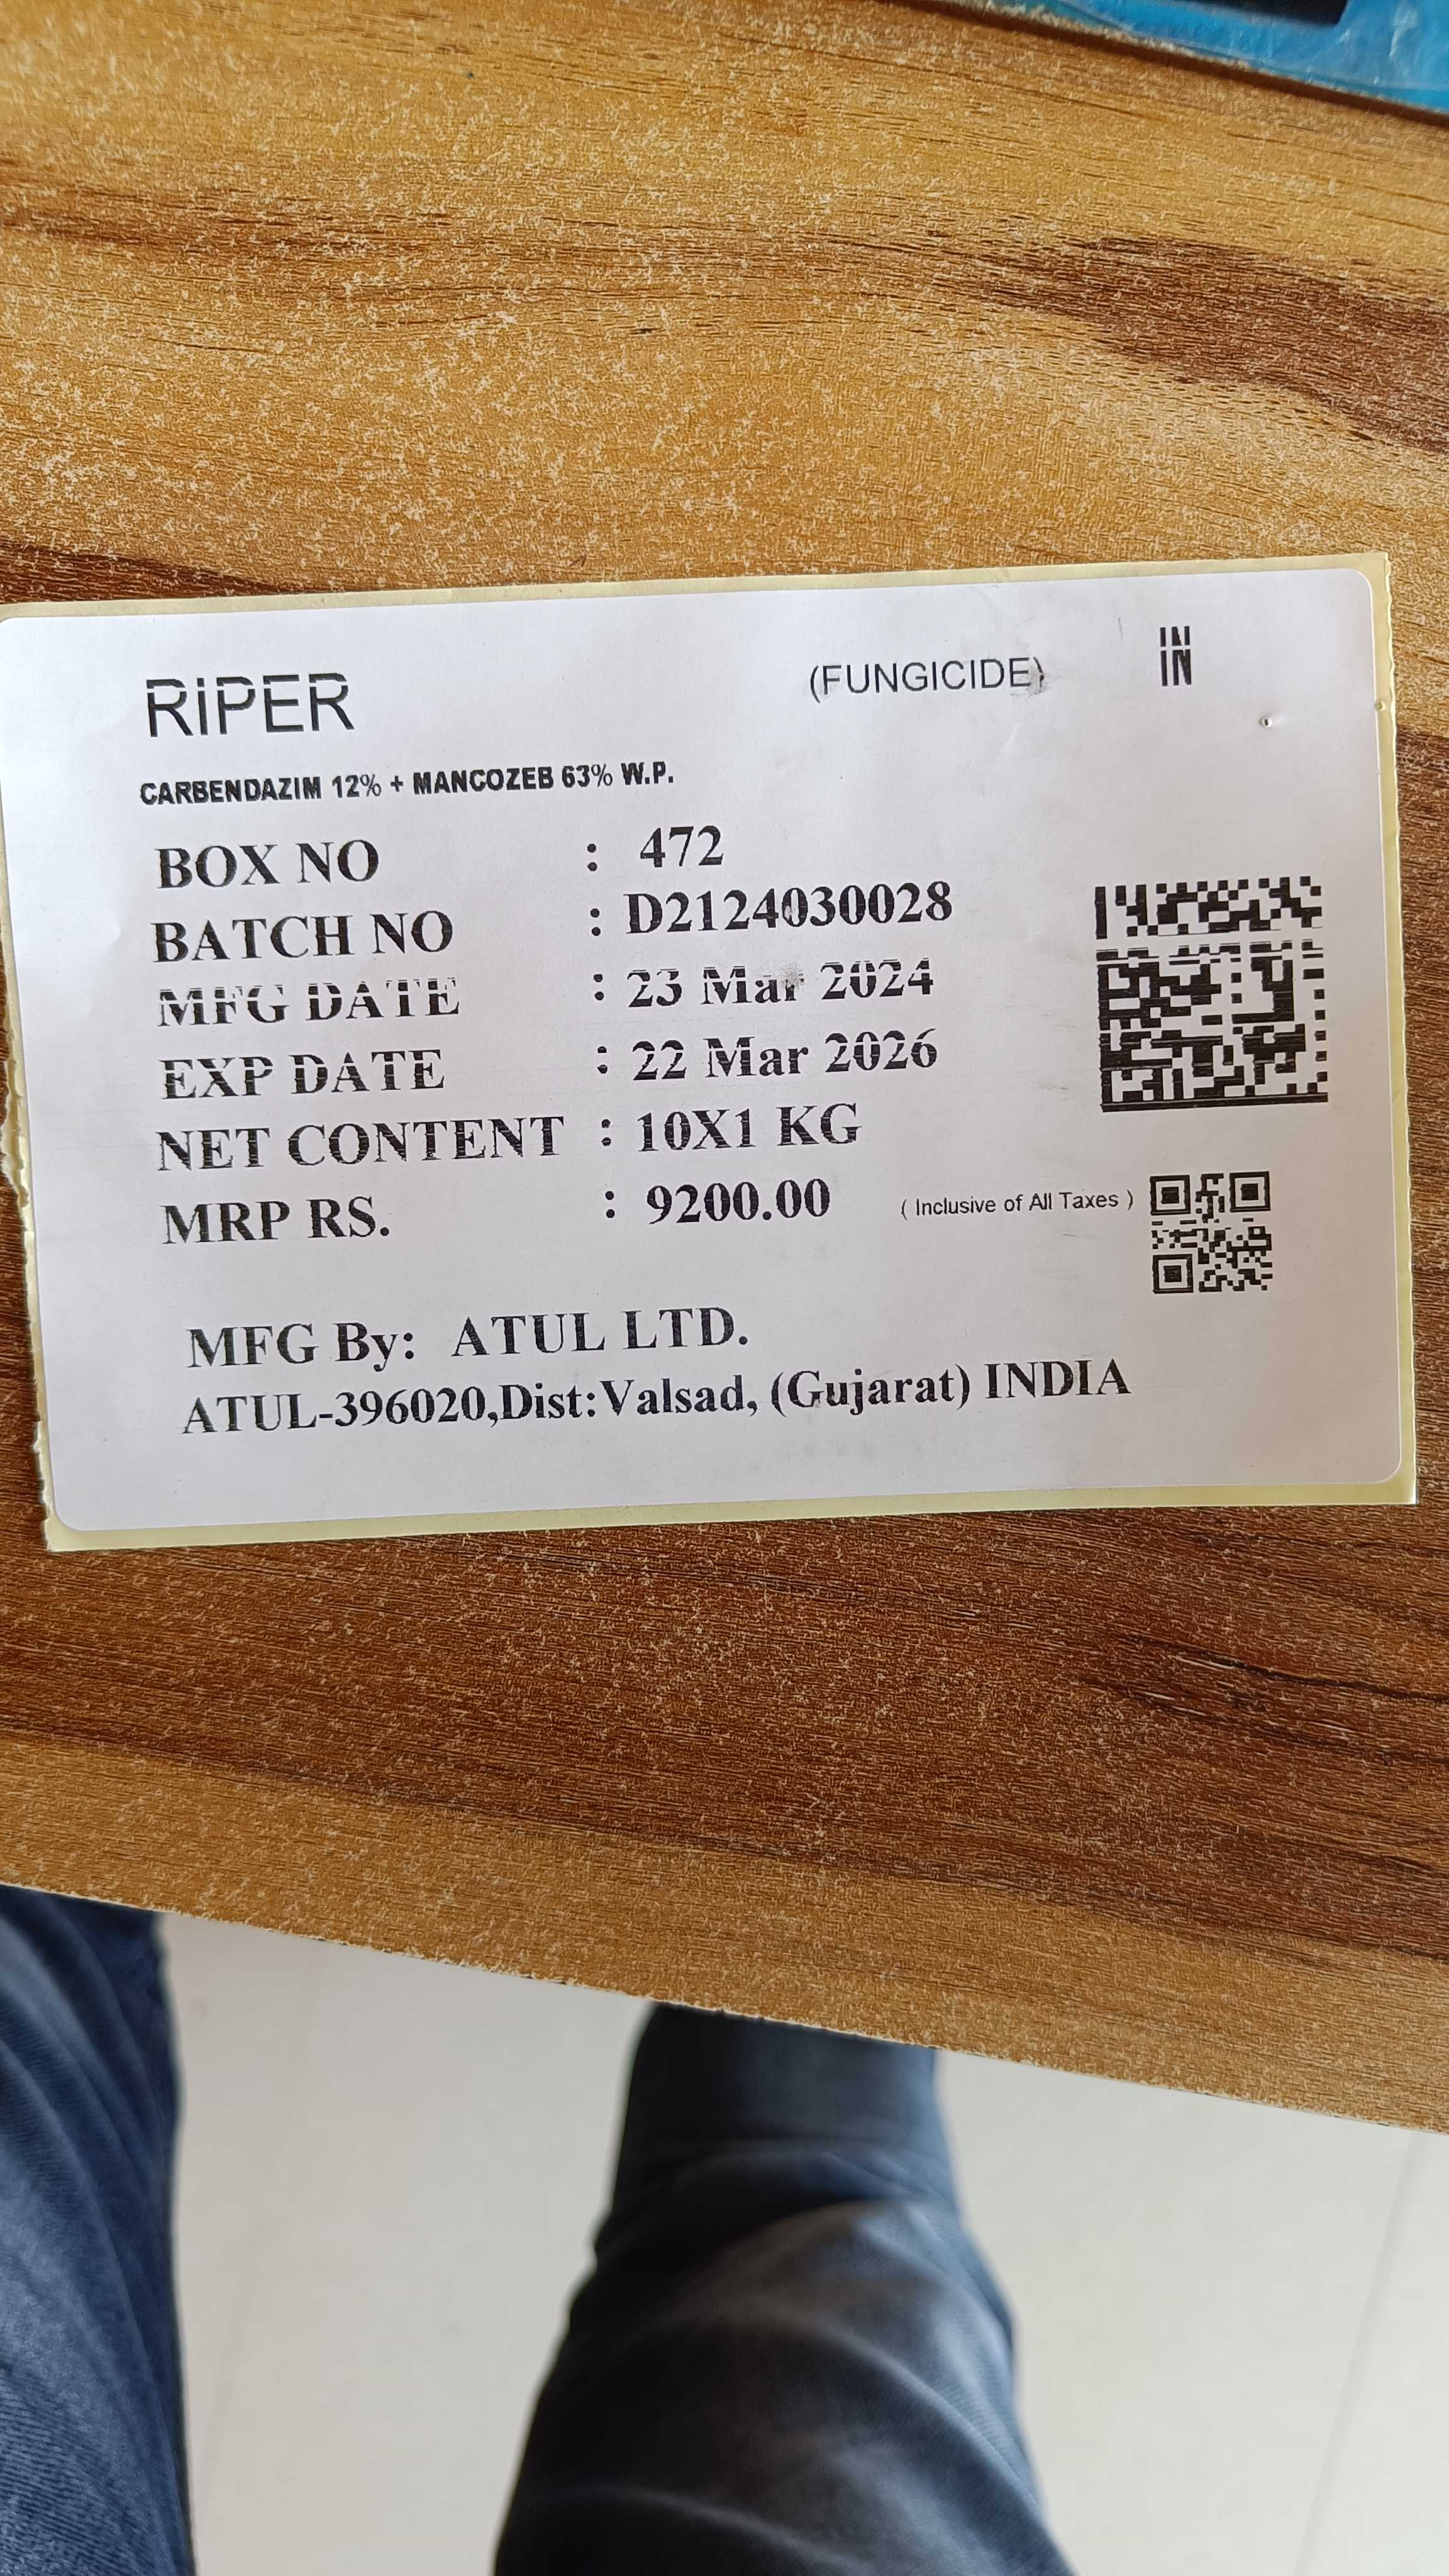 RiPER (FUNGICIDE) IN
CARBENDAZIM 12% + MANCOZEB 63% W.P.
BOX NO : 472
BATCH NO : D2124030028
MFG DATE : 23 Mar 2024
EXP DATE : 22 Mar 2026
NET CONTENT : 10X1 KG
MRP RS. : 9200.00 ( Inclusive of All Taxes )
MFG By: ATUL LTD.
ATUL-396020,Dist:Valsad, (Gujarat) INDIA